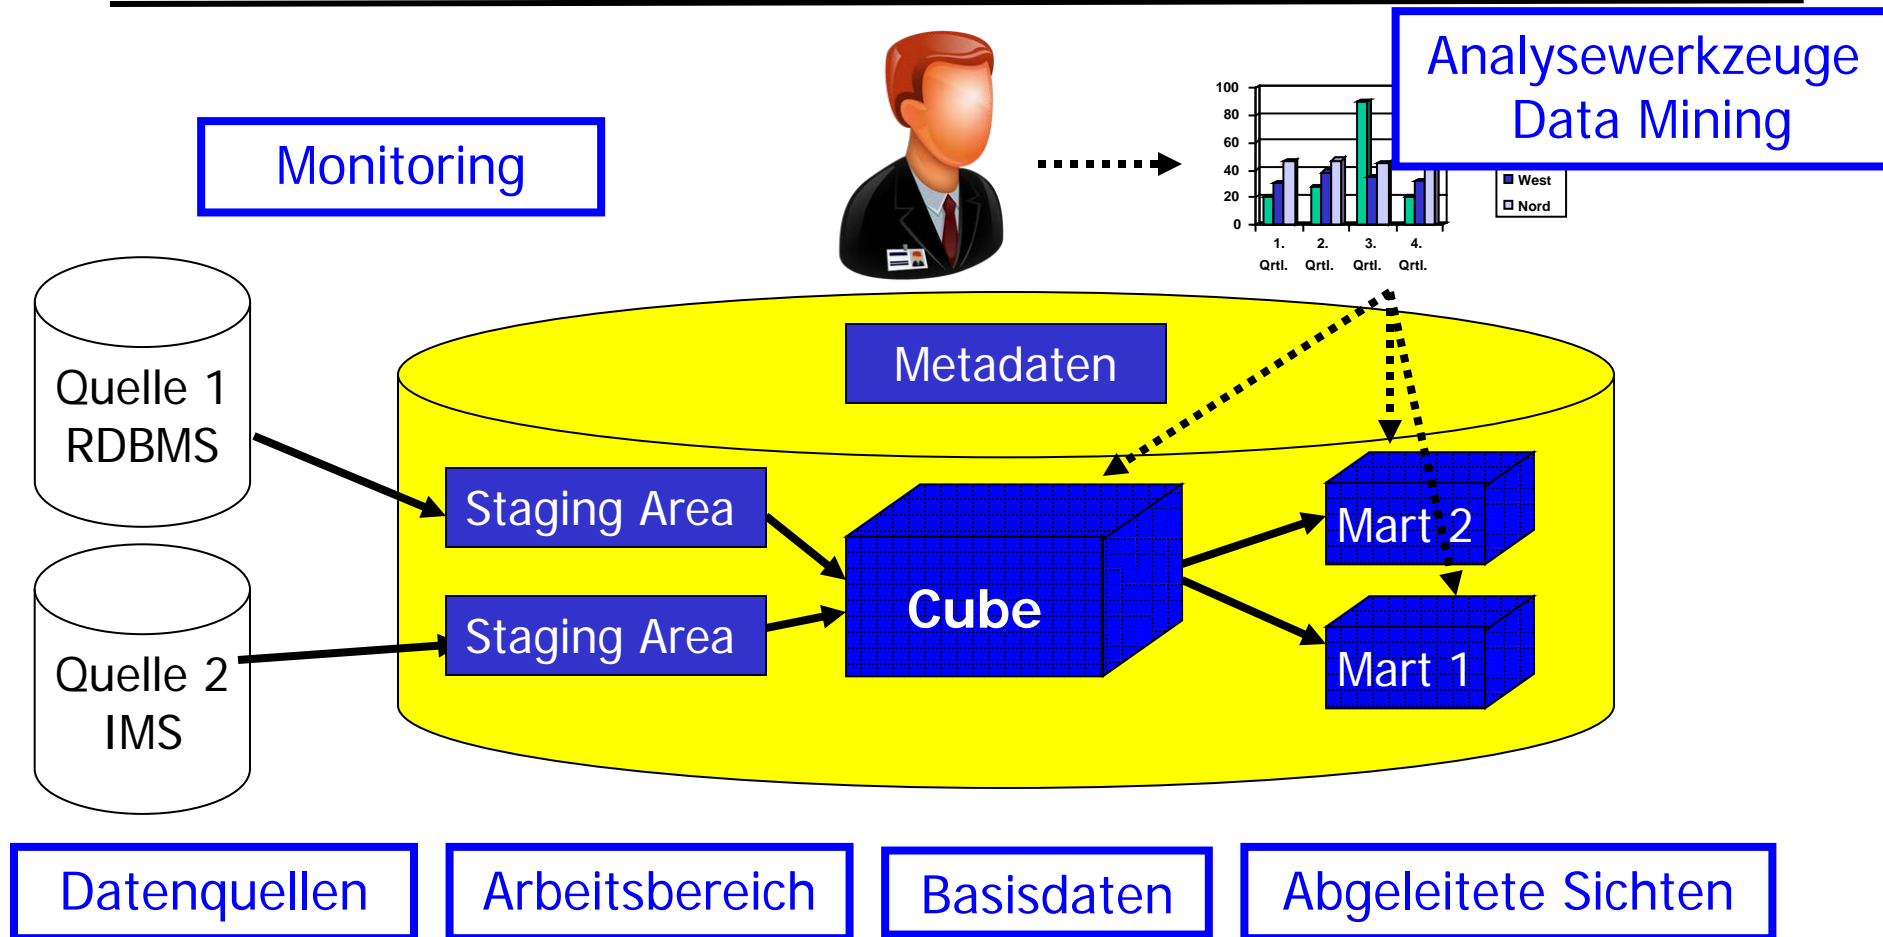 Analysewerkzeuge
Data Mining
Monitoring
100
80
60
40
20
0
1.
Qrtl.
2.
Qrtl.
3.
Qrtl.
4.
Qrtl.
West
Nord
Quelle 1
RDBMS
Quelle 2
IMS
Metadaten
Staging Area
Staging Area
Cube
Mart 2
Mart 1
Datenquellen
Arbeitsbereich
Basisdaten
Abgeleitete Sichten